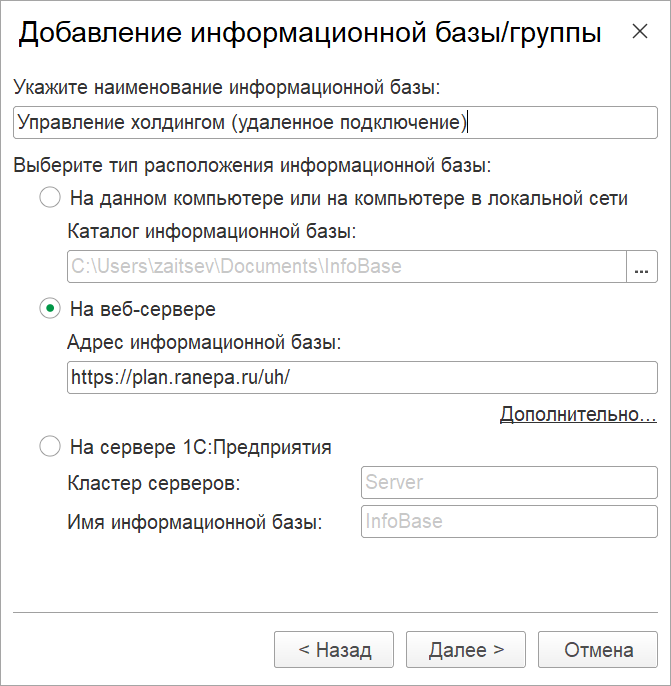 Добавление информационной базы/группы
Укажите наименование информационной базы:
Управление холдингом (удаленное подключение)
Выберите тип расположения информационной базы:
На данном компьютере или на компьютере в локальной сети
Каталог информационной базы:
C:\Users\zaitsev\Documents\InfoBase
...
На веб-сервере
Адрес информационной базы:
https://plan.ranepa.ru/uh/
Дополнительно...
На сервере 1С:Предприятия
Кластер серверов: Server
Имя информационной базы: InfoBase
< Назад Далее > Отмена